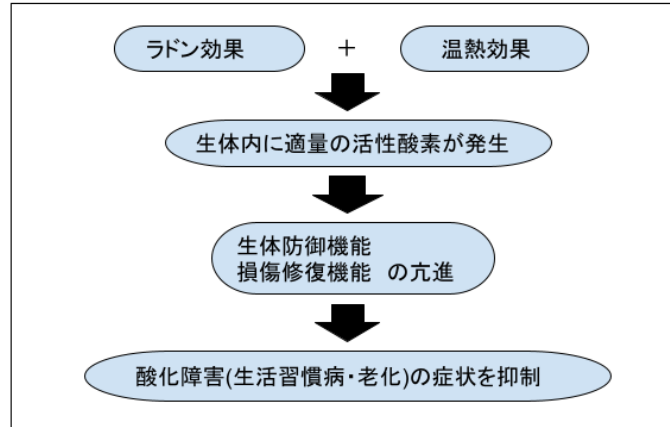 ラドン効果 + 温熱効果
生体内に適量の活性酸素が発生
生体防御機能
損傷修復機能 の亢進
酸化障害(生活習慣病・老化)の症状を抑制